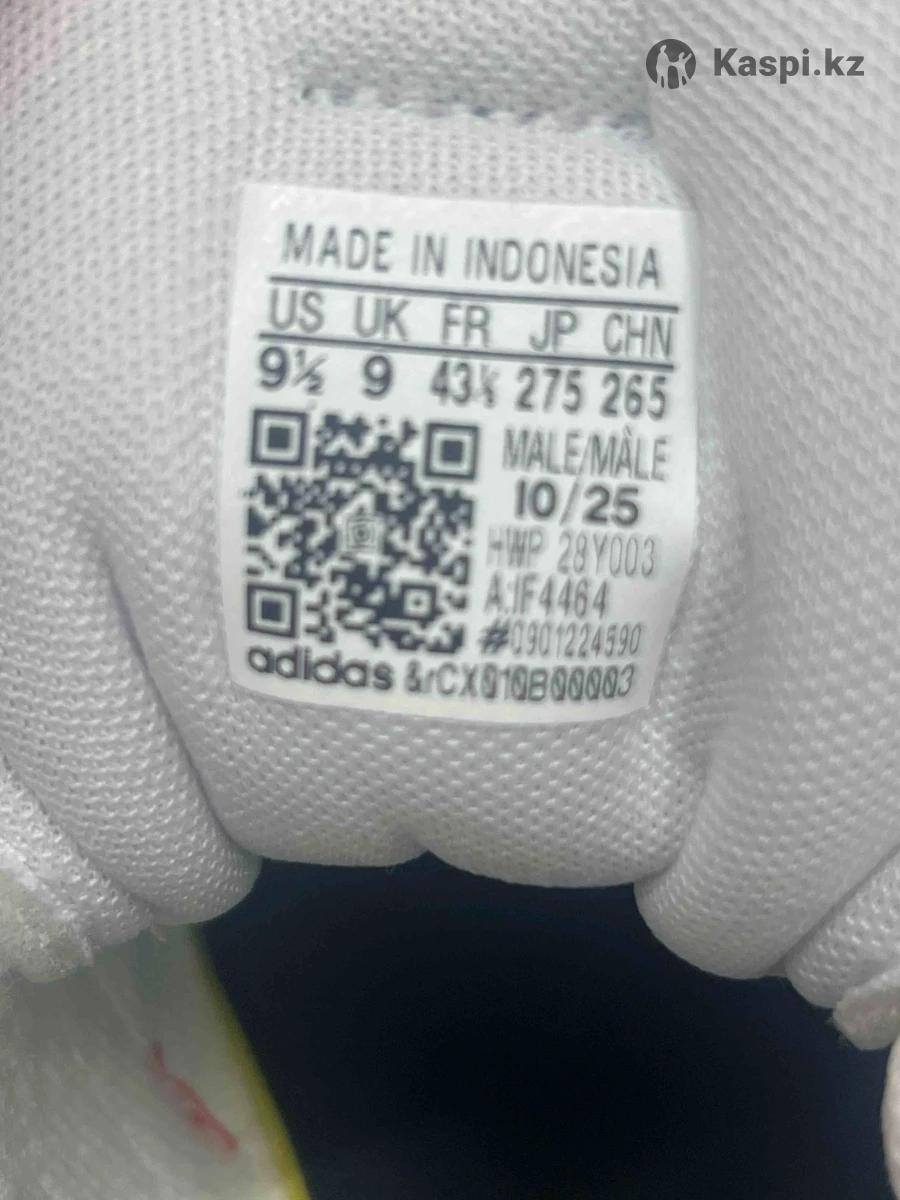 Kaspi.kz
MADE IN INDONESIA
US UK FR JP CHN
9½ 9 43⅓ 275 265
MALE/MÂLE
10/25
HWP 28Y003
A:IF4464
#0901224590
adidas &rCX010B00003